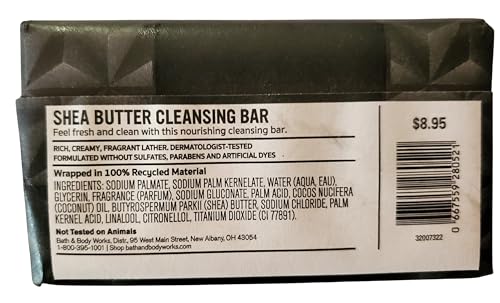 SHEA BUTTER CLEANSING BAR
Feel fresh and clean with this nourishing cleansing bar.
RICH, CREAMY, FRAGRANT LATHER. DERMATOLOGIST-TESTED
FORMULATED WITHOUT SULFATES, PARABENS AND ARTIFICIAL DYES
Wrapped in 100% Recycled Material
INGREDIENTS: SODIUM PALMATE, SODIUM PALM KERNELATE, WATER (AQUA, EAU),
GLYCERIN, FRAGRANCE (PARFUM), SODIUM GLUCONATE, PALM ACID, COCOS NUCIFERA
(COCONUT) OIL, BUTYROSPERMUM PARKII (SHEA) BUTTER, SODIUM CHLORIDE, PALM
KERNEL ACID, LINALOOL, CITRONELLOL, TITANIUM DIOXIDE (CI 77891).
Not Tested on Animals
Bath & Body Works, Distr., 95 West Main Street, New Albany, OH 43054
1-800-395-1001 | Shop bathandbodyworks.com
$8.95
0 667559 280521
32007322